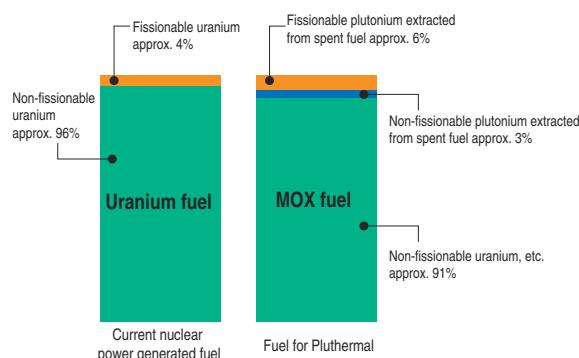 Fissionable uranium
approx. 4%
Fissionable plutonium extracted
from spent fuel approx. 6%
Non-fissionable
uranium
approx. 96%
Non-fissionable plutonium extracted
from spent fuel approx. 3%
Uranium fuel
MOX fuel
Non-fissionable uranium, etc.
approx. 91%
Current nuclear
power generated fuel
Fuel for Pluthermal